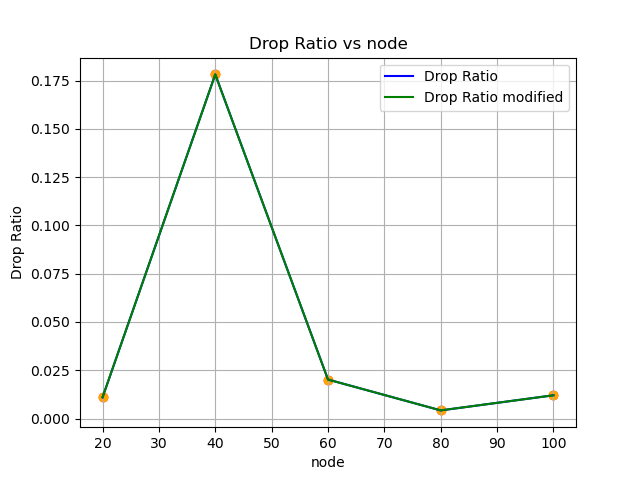 Drop Ratio vs node
Drop Ratio
Drop Ratio modified
Drop Ratio
0.175
0.150
0.125
0.100
0.075
0.050
0.025
0.000
20 30 40 50 60 70 80 90 100
node